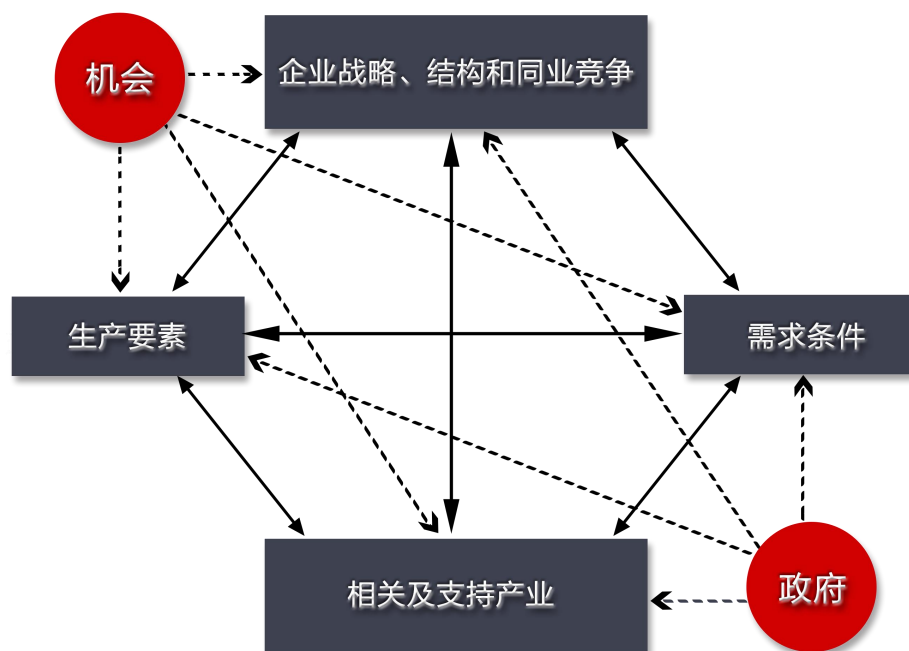 机会
企业战略、结构和同业竞争
生产要素
需求条件
相关及支持产业
政府